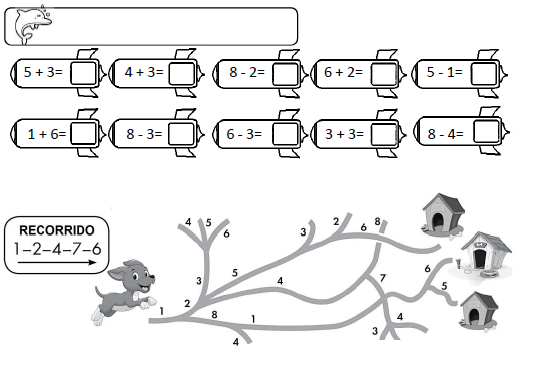 5 + 3= 4 + 3= 8 - 2= 6 + 2= 5 - 1=
1 + 6= 8 - 3= 6 - 3= 3 + 3= 8 - 4=
RECORRIDO
1-2-4-7-6
4 5 6 3 2 6 8
3 5 4 7 6 5
1 2 8 1 4 3 4